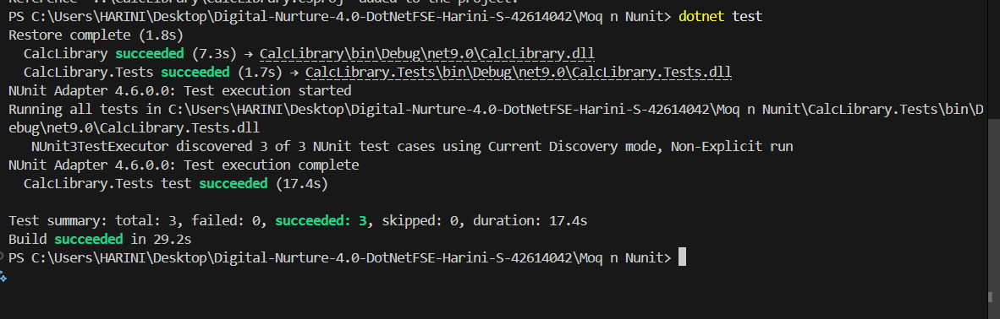 PS C:\Users\HARINI\Desktop\Digital-Nurture-4.0-DotNetFSE-Harini-S-42614042\Moq n Nunit> dotnet test
Restore complete (1.8s)
  CalcLibrary succeeded (7.3s) → CalcLibrary\bin\Debug\net9.0\CalcLibrary.dll
  CalcLibrary.Tests succeeded (1.7s) → CalcLibrary.Tests\bin\Debug\net9.0\CalcLibrary.Tests.dll
NUnit Adapter 4.6.0.0: Test execution started
Running all tests in C:\Users\HARINI\Desktop\Digital-Nurture-4.0-DotNetFSE-Harini-S-42614042\Moq n Nunit\CalcLibrary.Tests\bin\D
ebug\net9.0\CalcLibrary.Tests.dll
   NUnit3TestExecutor discovered 3 of 3 NUnit test cases using Current Discovery mode, Non-Explicit run
NUnit Adapter 4.6.0.0: Test execution complete
  CalcLibrary.Tests test succeeded (17.4s)

Test summary: total: 3, failed: 0, succeeded: 3, skipped: 0, duration: 17.4s
Build succeeded in 29.2s
PS C:\Users\HARINI\Desktop\Digital-Nurture-4.0-DotNetFSE-Harini-S-42614042\Moq n Nunit>